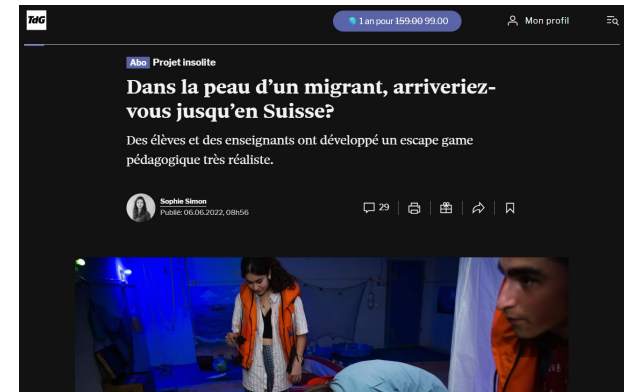 TdG
1 an pour 159.00 99.00
Mon profil
Abo Projet insolite
Dans la peau d’un migrant, arriveriez-
vous jusqu’en Suisse?
Des élèves et des enseignants ont développé un escape game
pédagogique très réaliste.
Sophie Simon
Publié: 06.06.2022, 08h56
29